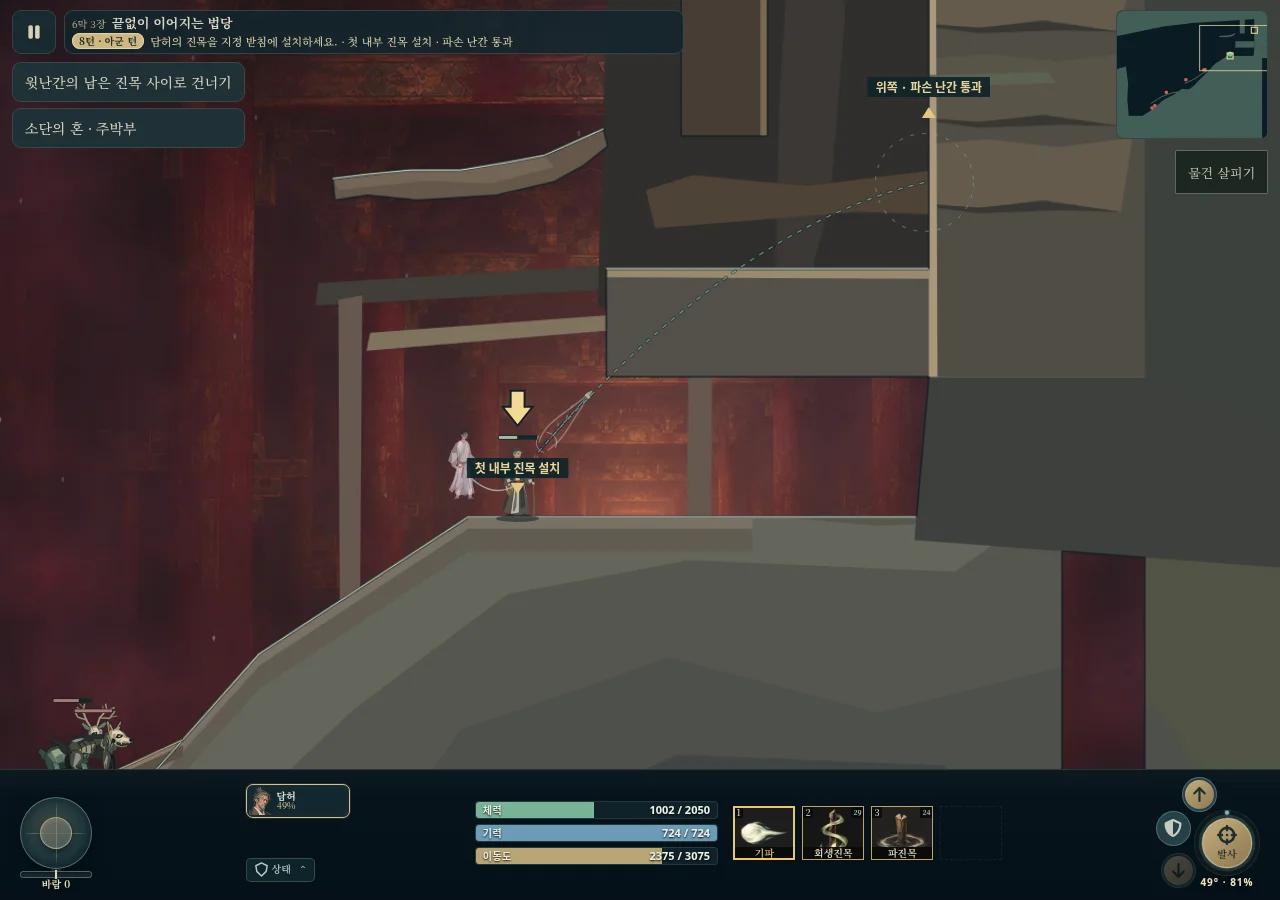 6막 3장 끝없이 이어지는 법당
8턴 · 아군 턴 담허의 진목을 지정 받침에 설치하세요. · 첫 내부 진목 설치 · 파손 난간 통과
윗난간의 남은 진목 사이로 건너기
소단의 혼 · 주박부
위쪽 · 파손 난간 통과
물건 살피기
첫 내부 진목 설치
담허
49%
상태
체력 1002 / 2050
기력 724 / 724
이동도 2375 / 3075
1 기파
2 29 회생진목
3 24 파진목
발사
49° · 81%
바람 0